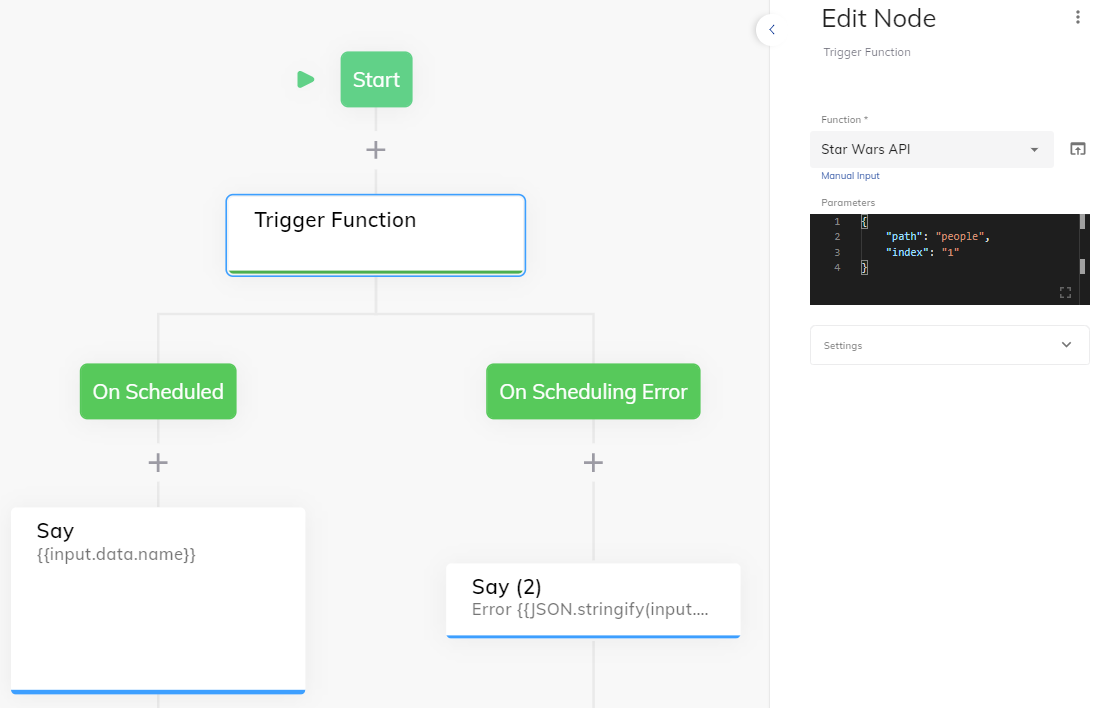 Start
Trigger Function
On Scheduled
On Scheduling Error
Say
{{input.data.name}}
Say (2)
Error {{JSON.stringify(input....
Edit Node
Trigger Function
Function *
Star Wars API
Manual Input
Parameters
1 {
2 "path": "people",
3 "index": "1"
4 }
Settings